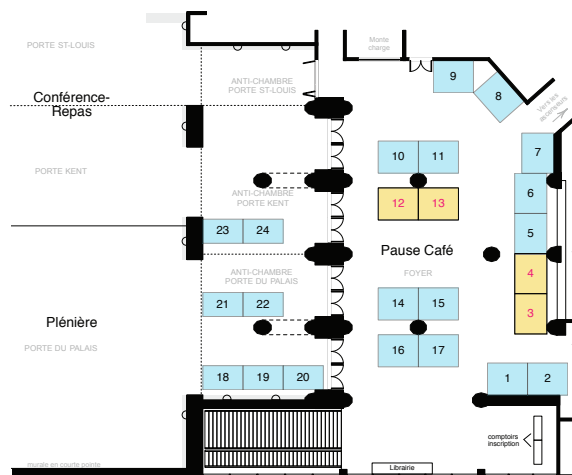 PORTE ST-LOUIS
Monte
charge
9
8
Vers les
ascenseurs
ANTI-CHAMBRE
PORTE ST-LOUIS
Conférence-
Repas
10 11
7
PORTE KENT
ANTI-CHAMBRE
PORTE KENT
12 13
6
23 24
5
Pause Café
FOYER
ANTI-CHAMBRE
PORTE DU PALAIS
4
21 22
14 15
3
Plénière
PORTE DU PALAIS
16 17
18 19 20
1 2
comptoirs
inscription
murale en courte pointe
Librairie